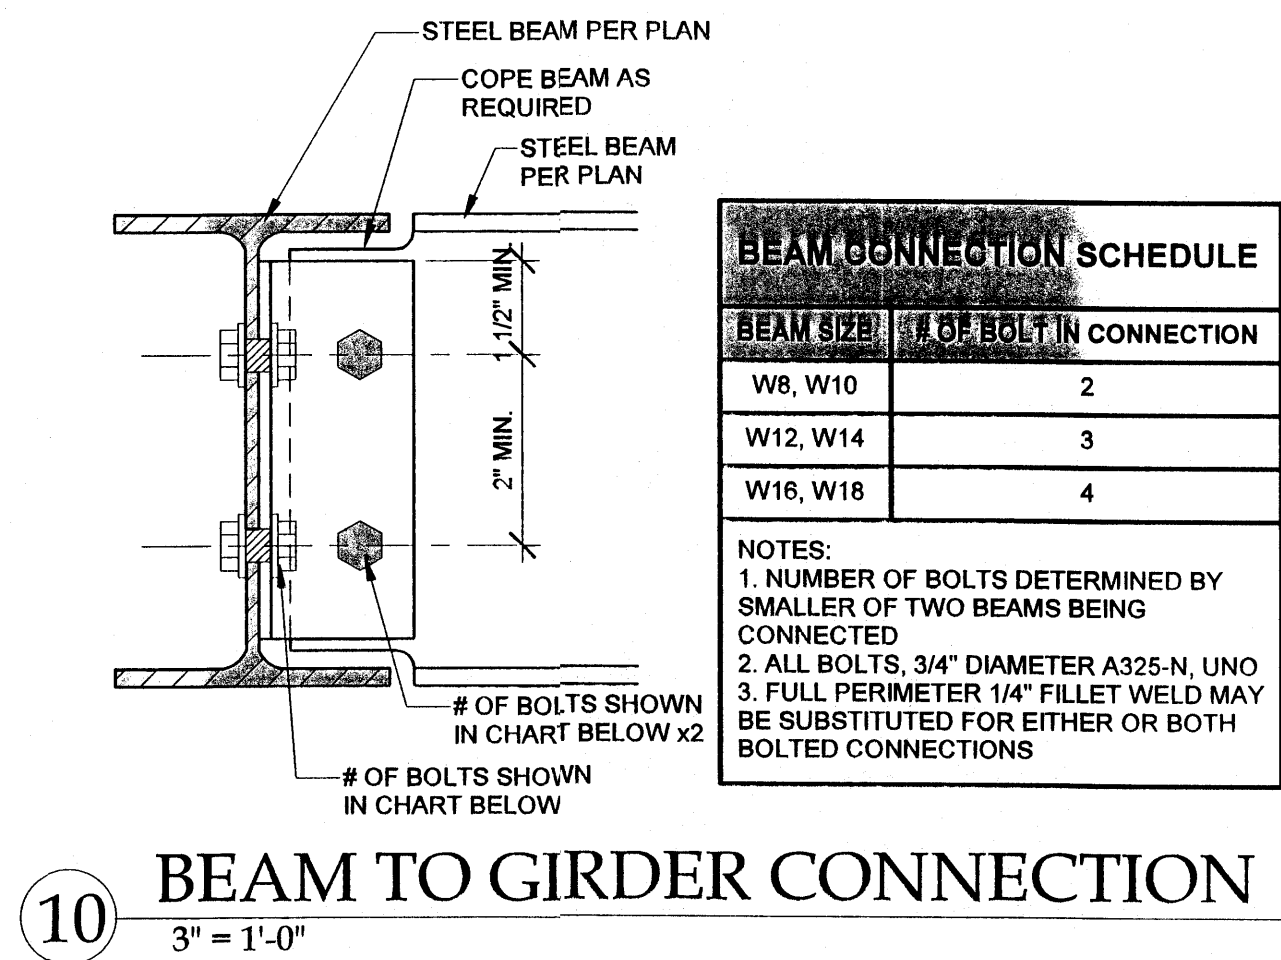 STEEL BEAM PER PLAN
COPE BEAM AS
REQUIRED
STEEL BEAM
PER PLAN
1 1/2" MIN.
2" MIN.
# OF BOLTS SHOWN
IN CHART BELOW x2
# OF BOLTS SHOWN
IN CHART BELOW
BEAM CONNECTION SCHEDULE
BEAM SIZE # OF BOLT IN CONNECTION
W8, W10 2
W12, W14 3
W16, W18 4
NOTES:
1. NUMBER OF BOLTS DETERMINED BY
SMALLER OF TWO BEAMS BEING
CONNECTED
2. ALL BOLTS, 3/4" DIAMETER A325-N, UNO
3. FULL PERIMETER 1/4" FILLET WELD MAY
BE SUBSTITUTED FOR EITHER OR BOTH
BOLTED CONNECTIONS
10 BEAM TO GIRDER CONNECTION
3" = 1'-0"